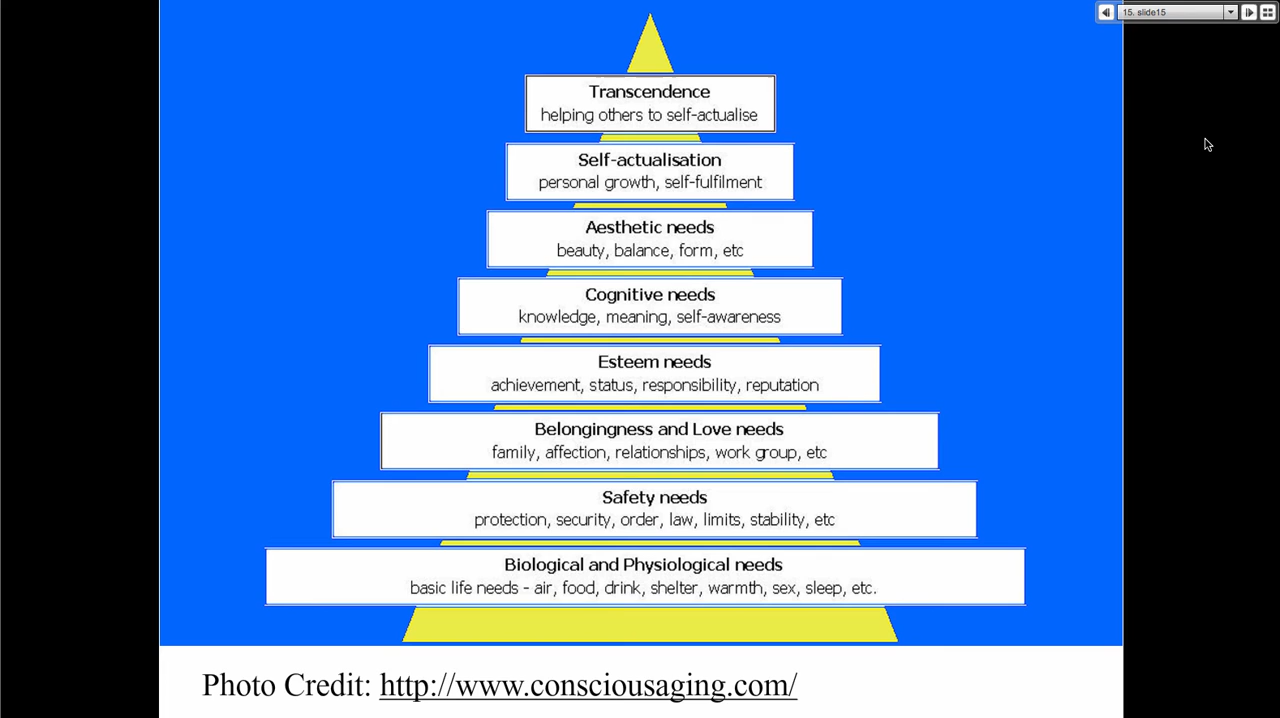 15. slide15
Transcendence
helping others to self-actualise
Self-actualisation
personal growth, self-fulfilment
Aesthetic needs
beauty, balance, form, etc
Cognitive needs
knowledge, meaning, self-awareness
Esteem needs
achievement, status, responsibility, reputation
Belongingness and Love needs
family, affection, relationships, work group, etc
Safety needs
protection, security, order, law, limits, stability, etc
Biological and Physiological needs
basic life needs - air, food, drink, shelter, warmth, sex, sleep, etc.
Photo Credit: http://www.consciousaging.com/